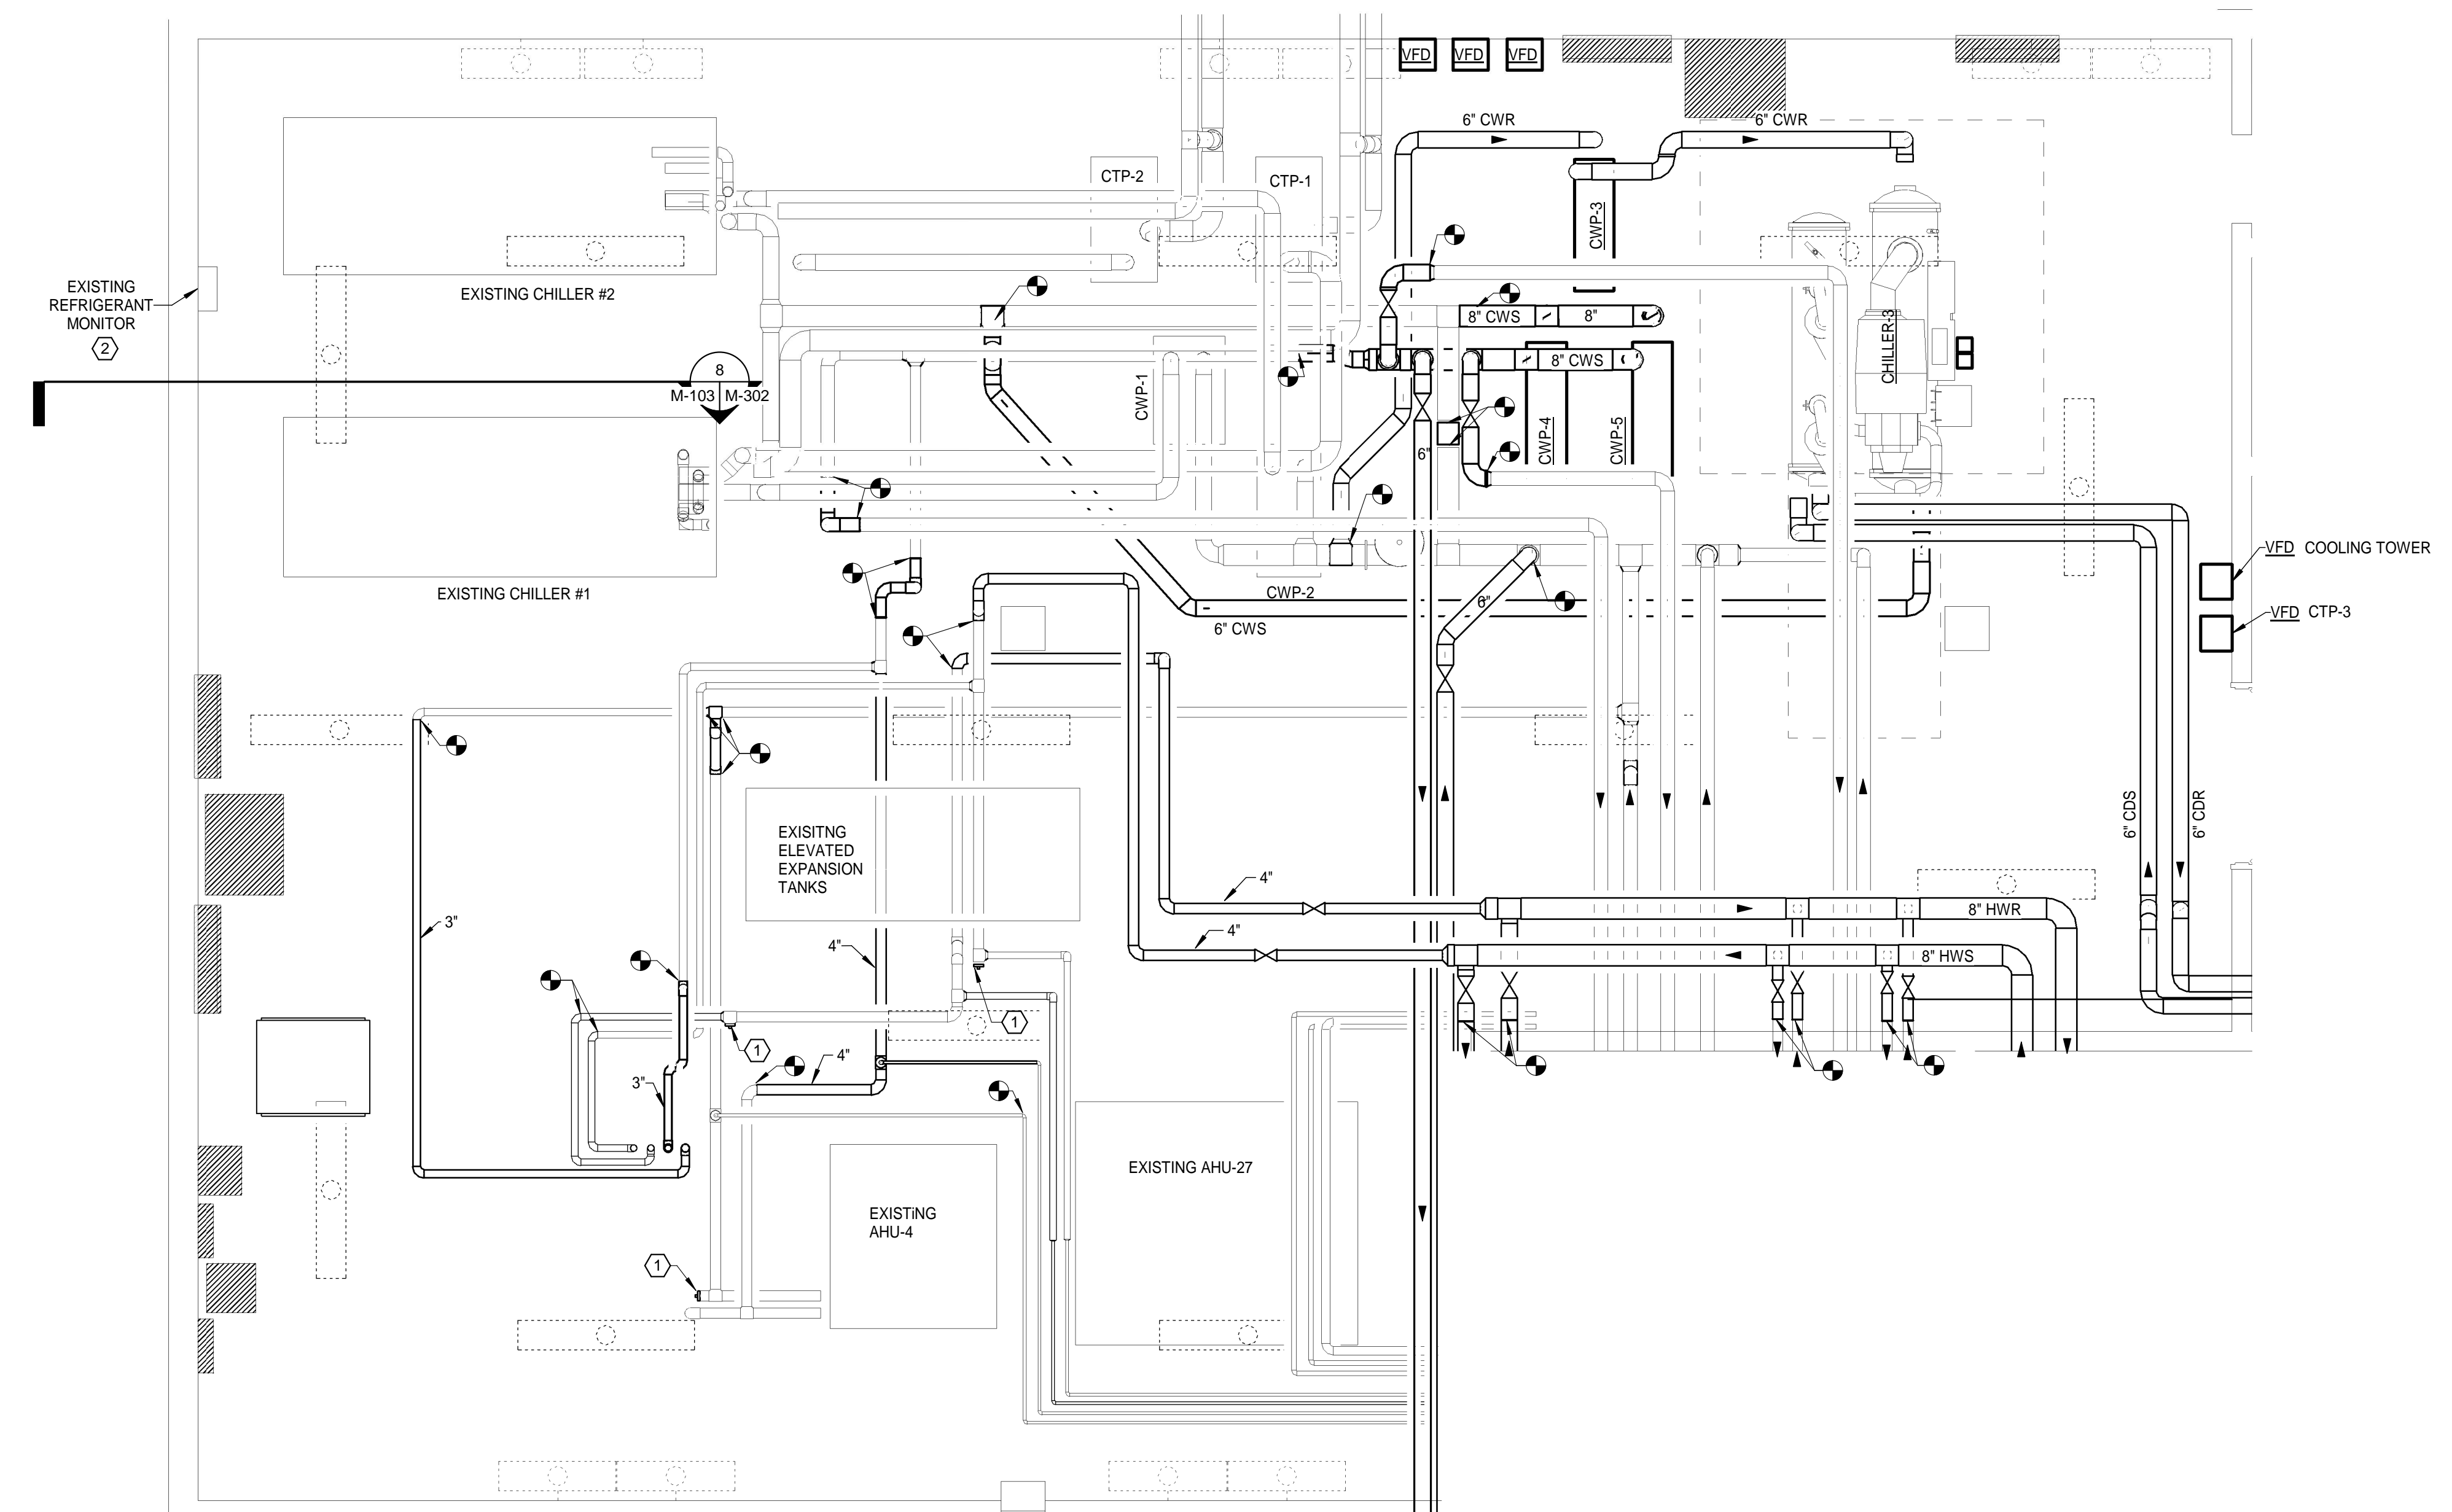 VFD VFD VFD
6" CWR
6" CWR
CTP-2
CTP-1
CWP-3
EXISTING
REFRIGERANT
MONITOR
2
EXISTING CHILLER #2
8" CWS
8"
CHILLER-3
8" CWS
8
M-103 M-302
CWP-1
6"
CWP-4
CWP-5
VFD COOLING TOWER
EXISTING CHILLER #1
CWP-2
6"
VFD CTP-3
6" CWS
6" CDS
6" CDR
EXISITNG
ELEVATED
EXPANSION
TANKS
4"
8" HWR
3"
4"
4"
8" HWS
1
1
4"
3"
EXISTING AHU-27
EXISTiNG
AHU-4
1